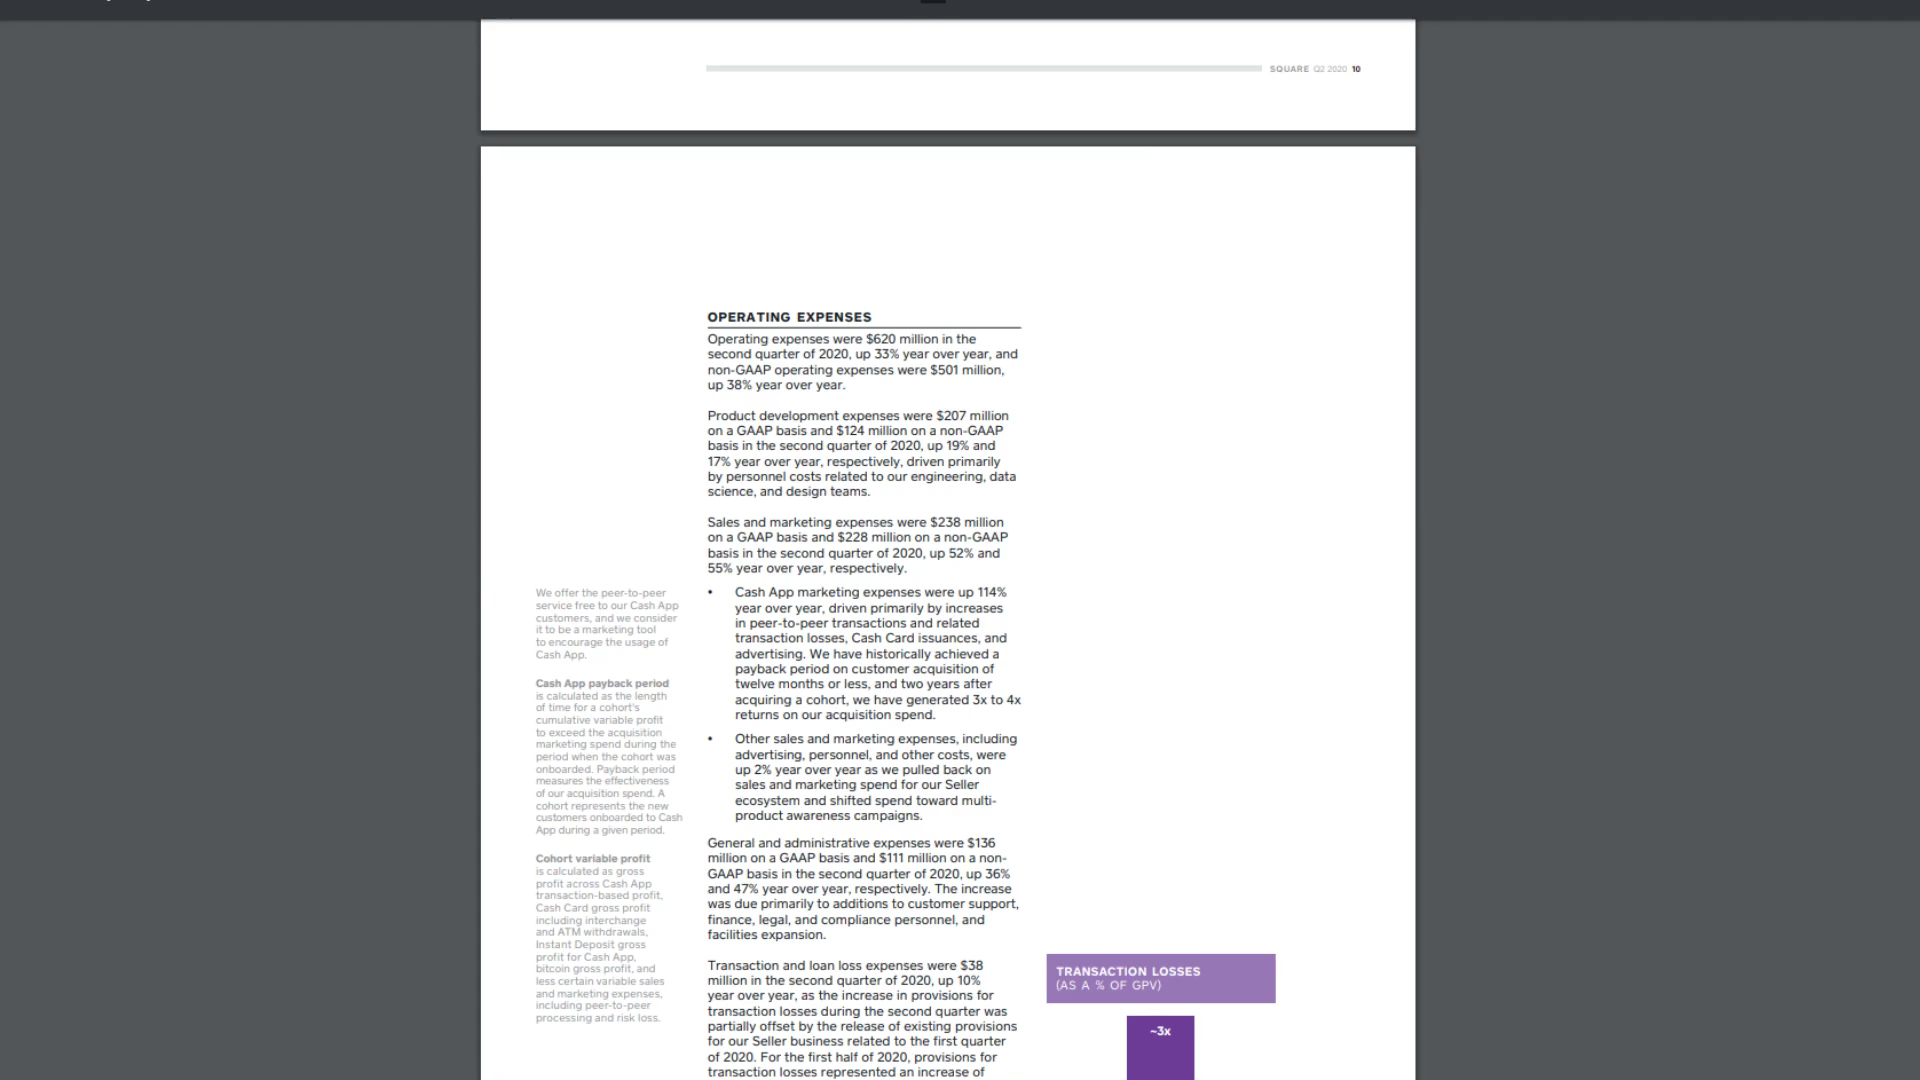 SQUARE Q2 2020 10
OPERATING EXPENSES
Operating expenses were $620 million in the
second quarter of 2020, up 33% year over year, and
non-GAAP operating expenses were $501 million,
up 38% year over year.
Product development expenses were $207 million
on a GAAP basis and $124 million on a non-GAAP
basis in the second quarter of 2020, up 19% and
17% year over year, respectively, driven primarily
by personnel costs related to our engineering, data
science, and design teams.
Sales and marketing expenses were $238 million
on a GAAP basis and $228 million on a non-GAAP
basis in the second quarter of 2020, up 52% and
55% year over year, respectively.
• Cash App marketing expenses were up 114%
year over year, driven primarily by increases
in peer-to-peer transactions and related
transaction losses, Cash Card issuances, and
advertising. We have historically achieved a
payback period on customer acquisition of
twelve months or less, and two years after
acquiring a cohort, we have generated 3x to 4x
returns on our acquisition spend.
• Other sales and marketing expenses, including
advertising, personnel, and other costs, were
up 2% year over year as we pulled back on
sales and marketing spend for our Seller
ecosystem and shifted spend toward multi-
product awareness campaigns.
General and administrative expenses were $136
million on a GAAP basis and $111 million on a non-
GAAP basis in the second quarter of 2020, up 36%
and 47% year over year, respectively. The increase
was due primarily to additions to customer support,
finance, legal, and compliance personnel, and
facilities expansion.
Transaction and loan loss expenses were $38
million in the second quarter of 2020, up 10%
year over year, as the increase in provisions for
transaction losses during the second quarter was
partially offset by the release of existing provisions
for our Seller business related to the first quarter
of 2020. For the first half of 2020, provisions for
transaction losses represented an increase of
We offer the peer-to-peer
service free to our Cash App
customers, and we consider
it to be a marketing tool
to encourage the usage of
Cash App.
Cash App payback period
is calculated as the length
of time for a cohort's
cumulative variable profit
to exceed the acquisition
marketing spend during the
period when the cohort was
onboarded. Payback period
measures the effectiveness
of our acquisition spend. A
cohort represents the new
customers onboarded to Cash
App during a given period.
Cohort variable profit
is calculated as gross
profit across Cash App
transaction-based profit,
Cash Card gross profit
including interchange
and ATM withdrawals,
Instant Deposit gross
profit for Cash App,
bitcoin gross profit, and
less certain variable sales
and marketing expenses,
including peer-to-peer
processing and risk loss.
TRANSACTION LOSSES
(AS A % OF GPV)
~3x